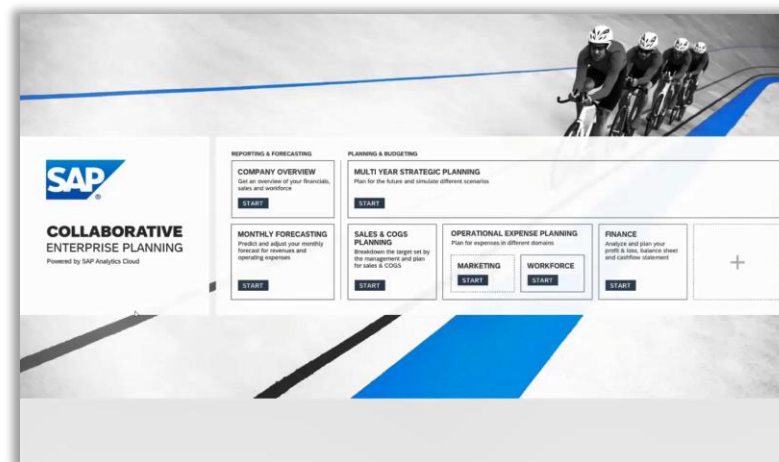 REPORTING & FORECASTING
PLANNING & BUDGETING
SAP®
COLLABORATIVE
ENTERPRISE PLANNING
Powered by SAP Analytics Cloud
COMPANY OVERVIEW
Get an overview of your financials,
sales and workforce
START
MULTI YEAR STRATEGIC PLANNING
Plan for the future and simulate different scenarios
START
MONTHLY FORECASTING
Predict and adjust your monthly
forecast for revenues and
operating expenses
START
SALES & COGS
PLANNING
Breakdown the target set by
the management and plan
for sales & COGS
START
OPERATIONAL EXPENSE PLANNING
Plan for expenses in different domains
MARKETING
START
WORKFORCE
START
FINANCE
Analyze and plan your
profit & loss, balance sheet
and cashflow statement
START